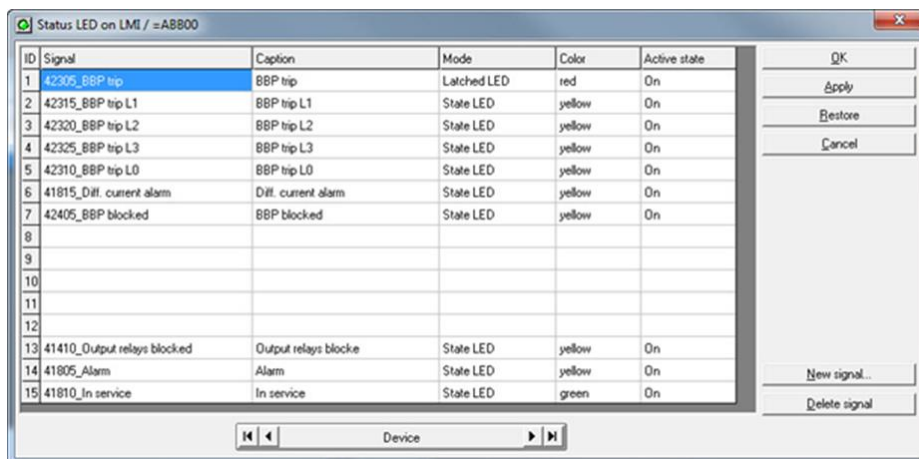 Status LED on LMI / =ABB00
ID Signal Caption Mode Color Active state
1 42305_BBP trip BBP trip Latched LED red On
2 42315_BBP trip L1 BBP trip L1 State LED yellow On
3 42320_BBP trip L2 BBP trip L2 State LED yellow On
4 42325_BBP trip L3 BBP trip L3 State LED yellow On
5 42310_BBP trip L0 BBP trip L0 State LED yellow On
6 41815_Diff. current alarm Diff. current alarm State LED yellow On
7 42405_BBP blocked BBP blocked State LED yellow On
8
9
10
11
12
13 41410_Output relays blocked Output relays blocke State LED yellow On
14 41805_Alarm Alarm State LED yellow On
15 41810_In service In service State LED green On
OK
Apply
Restore
Cancel
New signal...
Delete signal
Device